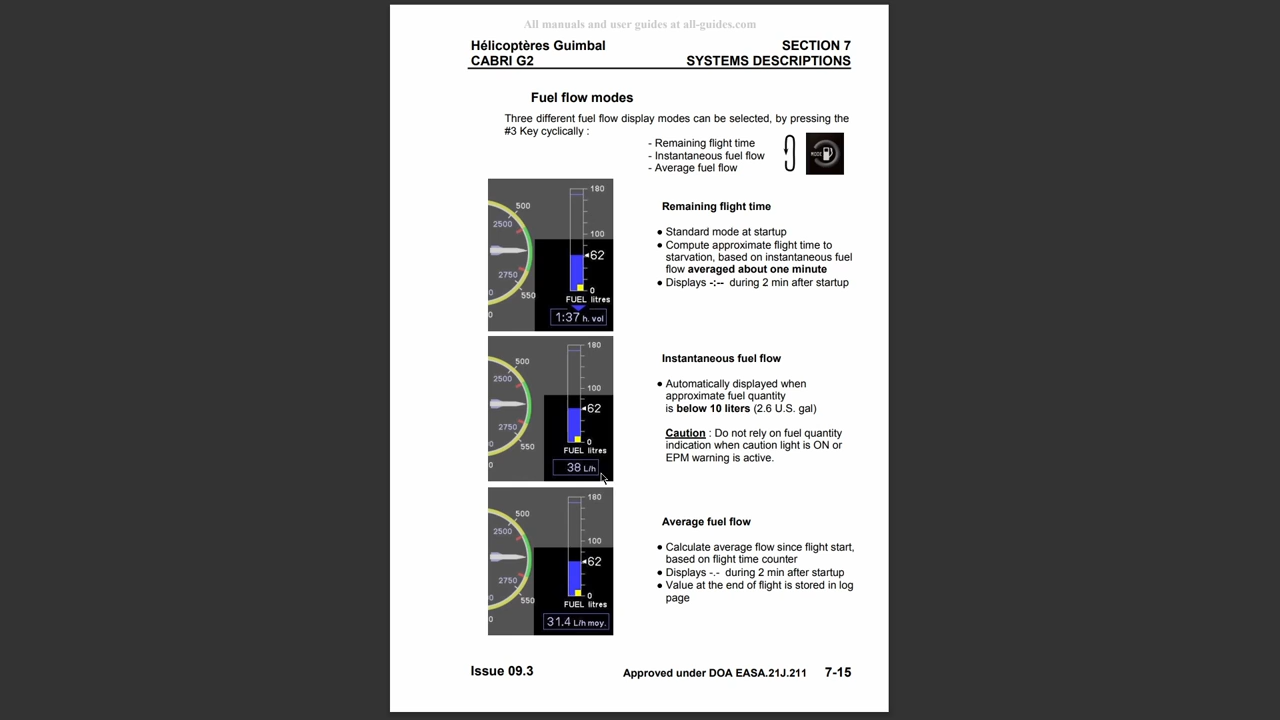 All manuals and user guides at all-guides.com
Hélicoptères Guimbal
SECTION 7
CABRI G2
SYSTEMS DESCRIPTIONS
Fuel flow modes
Three different fuel flow display modes can be selected, by pressing the
#3 Key cyclically :
- Remaining flight time
- Instantaneous fuel flow
- Average fuel flow
MODE
180
500
2500
100
62
2750
550
0
0
FUEL litres
1:37 h. vol
Remaining flight time
● Standard mode at startup
● Compute approximate flight time to
starvation, based on instantaneous fuel
flow averaged about one minute
● Displays -:-- during 2 min after startup
180
500
2500
100
62
2750
550
0
0
FUEL litres
38 L/h
Instantaneous fuel flow
● Automatically displayed when
approximate fuel quantity
is below 10 liters (2.6 U.S. gal)
Caution : Do not rely on fuel quantity
indication when caution light is ON or
EPM warning is active.
180
500
2500
100
62
2750
550
0
0
FUEL litres
31.4 L/h moy.
Average fuel flow
● Calculate average flow since flight start,
based on flight time counter
● Displays -.- during 2 min after startup
● Value at the end of flight is stored in log
page
Issue 09.3
Approved under DOA EASA.21J.211
7-15